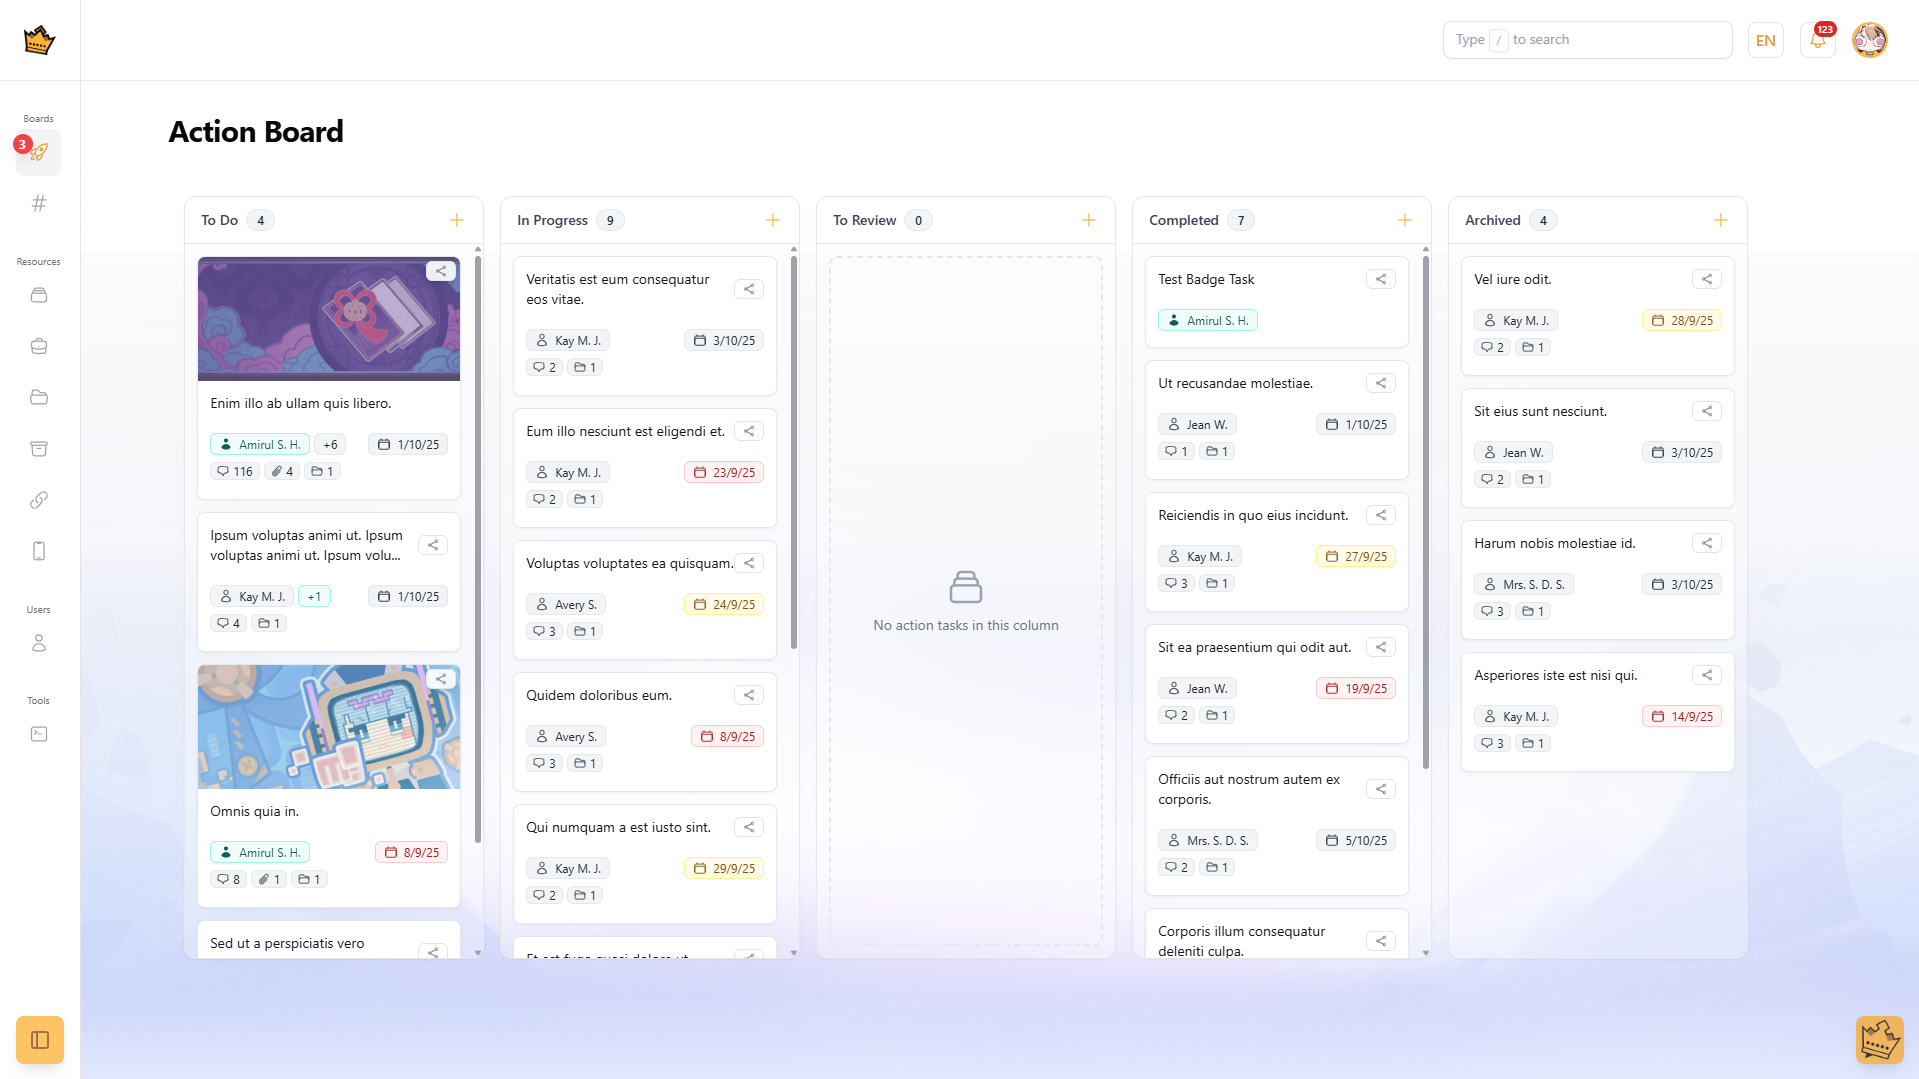 Type / to search
EN
123
Boards
3
Resources
Users
Tools
Action Board
To Do 4
Enim illo ab ullam quis libero.
Amirul S. H. +6 1/10/25
116 4 1
Ipsum voluptas animi ut. Ipsum
voluptas animi ut. Ipsum volu...
Kay M. J. +1 1/10/25
4 1
Omnis quia in.
Amirul S. H. 8/9/25
8 1 1
Sed ut a perspiciatis vero
In Progress 9
Veritatis est eum consequatur
eos vitae.
Kay M. J. 3/10/25
2 1
Eum illo nesciunt est eligendi et.
Kay M. J. 23/9/25
2 1
Voluptas voluptates ea quisquam.
Avery S. 24/9/25
3 1
Quidem doloribus eum.
Avery S. 8/9/25
3 1
Qui numquam a est iusto sint.
Kay M. J. 29/9/25
2 1
To Review 0
No action tasks in this column
Completed 7
Test Badge Task
Amirul S. H.
Ut recusandae molestiae.
Jean W. 1/10/25
1 1
Reiciendis in quo eius incidunt.
Kay M. J. 27/9/25
3 1
Sit ea praesentium qui odit aut.
Jean W. 19/9/25
2 1
Officiis aut nostrum autem ex
corporis.
Mrs. S. D. S. 5/10/25
2 1
Corporis illum consequatur
deleniti culpa.
Archived 4
Vel iure odit.
Kay M. J. 28/9/25
2 1
Sit eius sunt nesciunt.
Jean W. 3/10/25
2 1
Harum nobis molestiae id.
Mrs. S. D. S. 3/10/25
3 1
Asperiores iste est nisi qui.
Kay M. J. 14/9/25
3 1